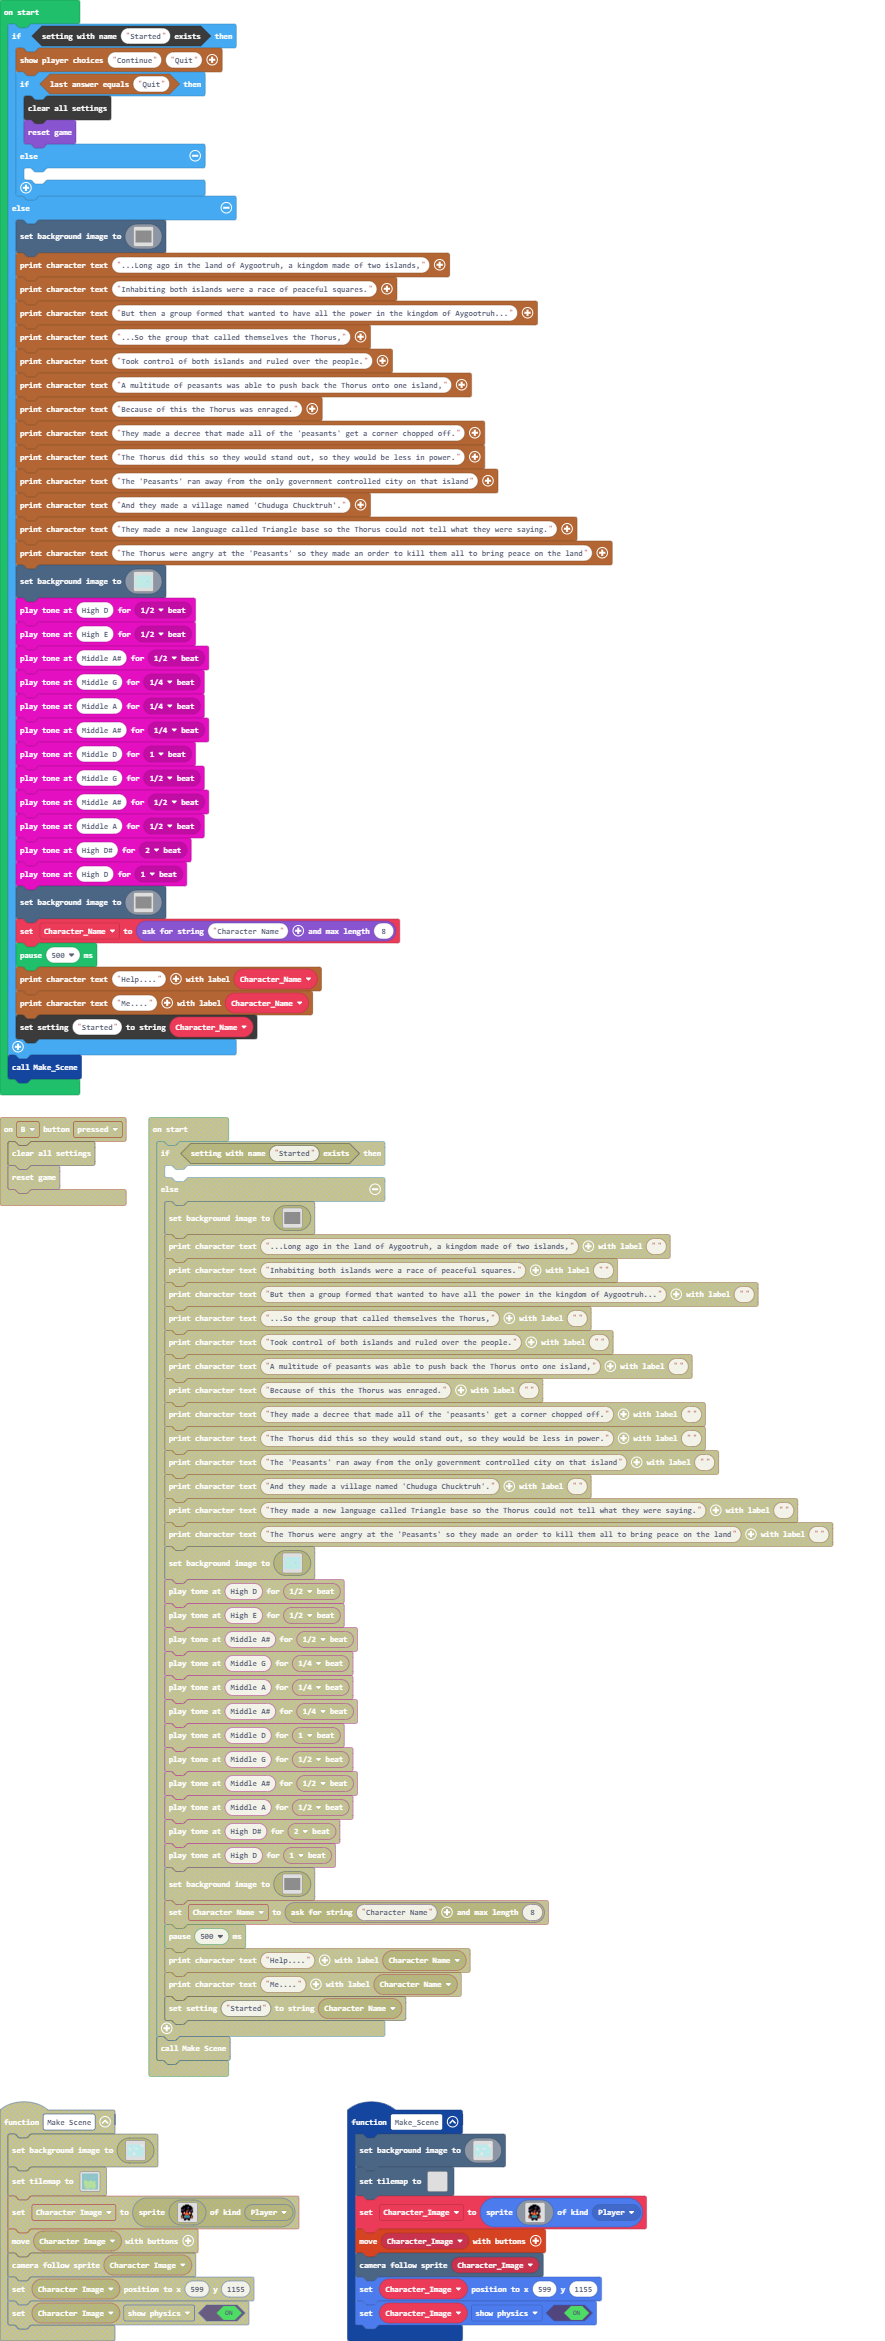 on start
if setting with name "Started" exists then
show player choices "Continue" "Quit"
if last answer equals "Quit" then
clear all settings
reset game
else
else
set background image to
print character text "...Long ago in the land of Aygootruh, a kingdom made of two islands,"
print character text "Inhabiting both islands were a race of peaceful squares."
print character text "But then a group formed that wanted to have all the power in the kingdom of Aygootruh..."
print character text "...So the group that called themselves the Thorus,"
print character text "Took control of both islands and ruled over the people."
print character text "A multitude of peasants was able to push back the Thorus onto one island,"
print character text "Because of this the Thorus was enraged."
print character text "They made a decree that made all of the 'peasants' get a corner chopped off."
print character text "The Thorus did this so they would stand out, so they would be less in power."
print character text "The 'Peasants' ran away from the only government controlled city on that island"
print character text "And they made a village named 'Chuduga Chucktruh'."
print character text "They made a new language called Triangle base so the Thorus could not tell what they were saying."
print character text "The Thorus were angry at the 'Peasants' so they made an order to kill them all to bring peace on the land"
set background image to
play tone at High D for 1/2 beat
play tone at High E for 1/2 beat
play tone at Middle A# for 1/2 beat
play tone at Middle G for 1/4 beat
play tone at Middle A for 1/4 beat
play tone at Middle A# for 1/4 beat
play tone at Middle D for 1 beat
play tone at Middle G for 1/2 beat
play tone at Middle A# for 1/2 beat
play tone at Middle A for 1/2 beat
play tone at High D# for 2 beat
play tone at High D for 1 beat
set background image to
set Character_Name to ask for string "Character Name" and max length 8
pause 500 ms
print character text "Help...." with label Character_Name
print character text "Me...." with label Character_Name
set setting "Started" to string Character_Name
call Make_Scene
on B button pressed
clear all settings
reset game
on start
if setting with name "Started" exists then
else
set background image to
print character text "...Long ago in the land of Aygootruh, a kingdom made of two islands," with label ""
print character text "Inhabiting both islands were a race of peaceful squares." with label ""
print character text "But then a group formed that wanted to have all the power in the kingdom of Aygootruh..." with label ""
print character text "...So the group that called themselves the Thorus," with label ""
print character text "Took control of both islands and ruled over the people." with label ""
print character text "A multitude of peasants was able to push back the Thorus onto one island," with label ""
print character text "Because of this the Thorus was enraged." with label ""
print character text "They made a decree that made all of the 'peasants' get a corner chopped off." with label ""
print character text "The Thorus did this so they would stand out, so they would be less in power." with label ""
print character text "The 'Peasants' ran away from the only government controlled city on that island" with label ""
print character text "And they made a village named 'Chuduga Chucktruh'." with label ""
print character text "They made a new language called Triangle base so the Thorus could not tell what they were saying." with label ""
print character text "The Thorus were angry at the 'Peasants' so they made an order to kill them all to bring peace on the land" with label ""
set background image to
play tone at High D for 1/2 beat
play tone at High E for 1/2 beat
play tone at Middle A# for 1/2 beat
play tone at Middle G for 1/4 beat
play tone at Middle A for 1/4 beat
play tone at Middle A# for 1/4 beat
play tone at Middle D for 1 beat
play tone at Middle G for 1/2 beat
play tone at Middle A# for 1/2 beat
play tone at Middle A for 1/2 beat
play tone at High D# for 2 beat
play tone at High D for 1 beat
set background image to
set Character Name to ask for string "Character Name" and max length 8
pause 500 ms
print character text "Help...." with label Character Name
print character text "Me...." with label Character Name
set setting "Started" to string Character Name
call Make Scene
function Make Scene
set background image to
set tilemap to
set Character Image to sprite of kind Player
move Character Image with buttons
camera follow sprite Character Image
set Character Image position to x 599 y 1155
set Character Image show physics ON
function Make_Scene
set background image to
set tilemap to
set Character_Image to sprite of kind Player
move Character_Image with buttons
camera follow sprite Character_Image
set Character_Image position to x 599 y 1155
set Character_Image show physics ON